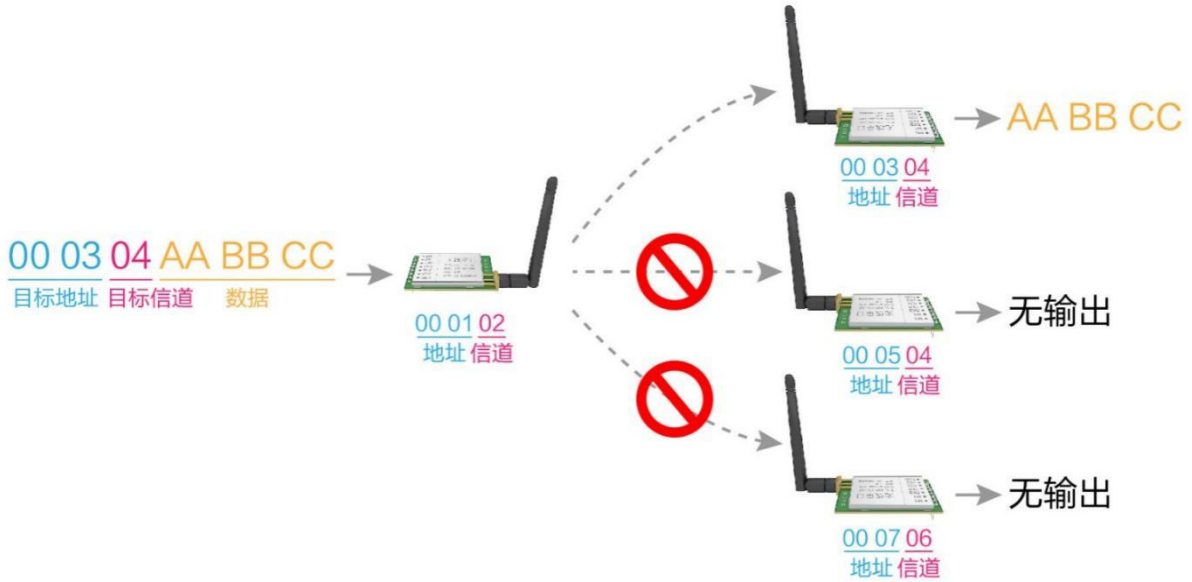 00 03 04 AA BB CC
目标地址 目标信道 数据
00 01 02
地址 信道
AA BB CC
00 03 04
地址 信道
无输出
00 05 04
地址 信道
无输出
00 07 06
地址 信道